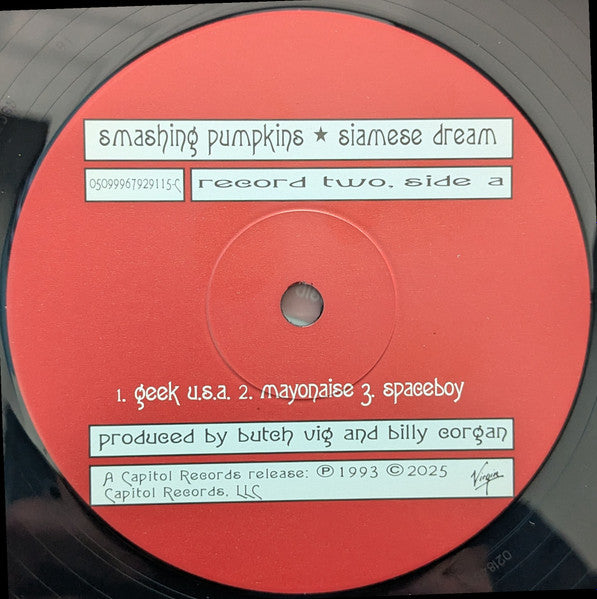 smashing pumpkins ★ siamese dream
05099967929115-C
record two, side a
1. geek u.s.a. 2. mayonaise 3. spaceboy
produced by butch vig and billy corgan
A Capitol Records release: ℗ 1993 © 2025
Capitol Records, LLC
Virgin